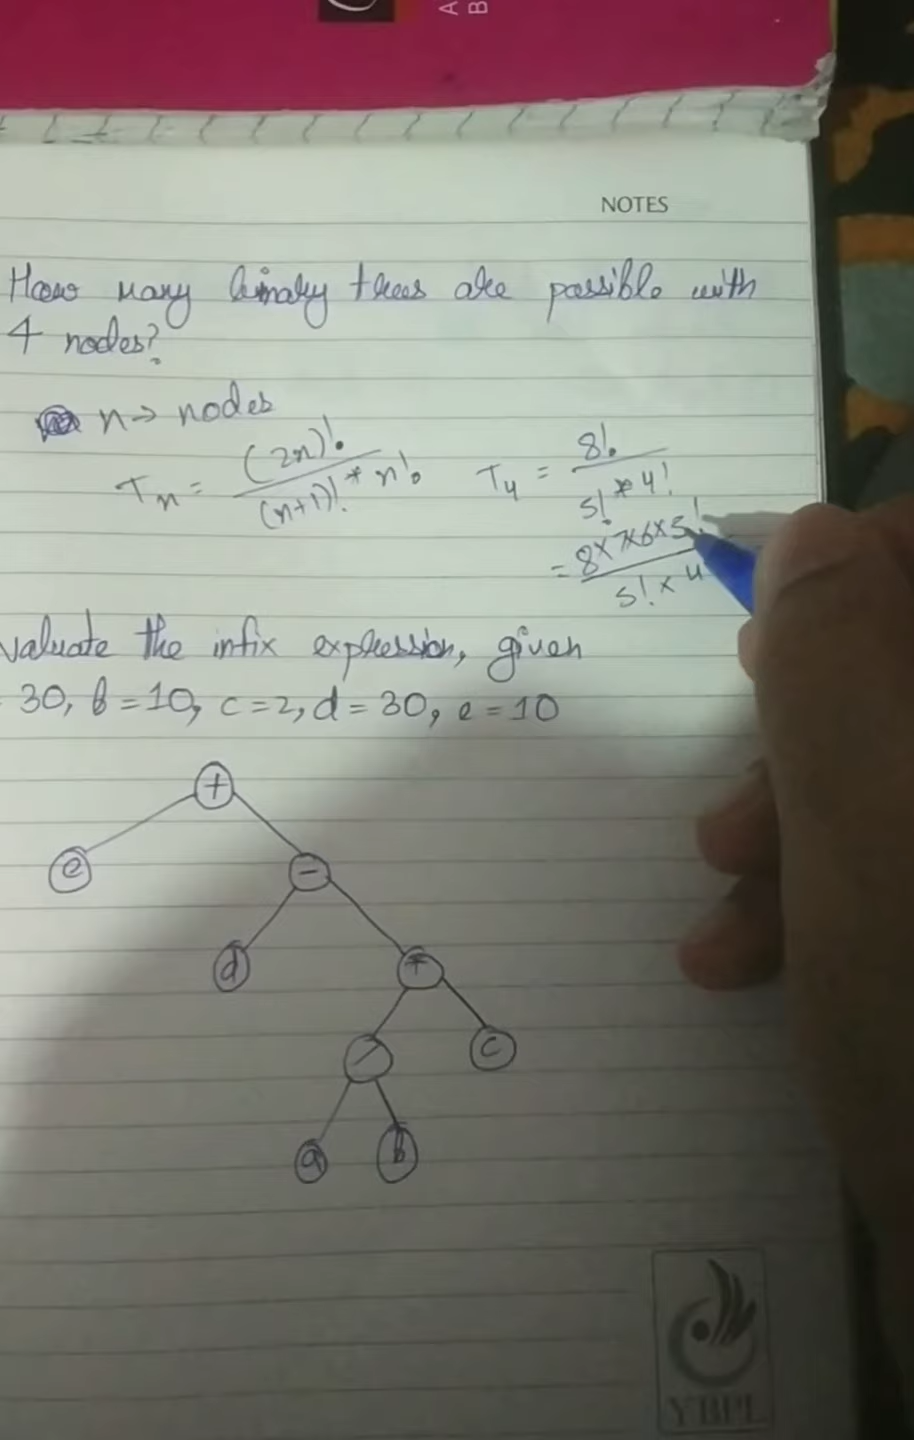 A
B
NOTES
How many binary trees are possible with
4 nodes?
n → nodes
Tn = (2n)! / (n+1)! * n!
T4 = 8! / 5! * 4!
= 8×7×6×5! / 5! × 4
valuate the infix expression, given
30, b = 10, c = 2, d = 30, e = 10
+
e
-
d
*
/
c
a
b
YBPL